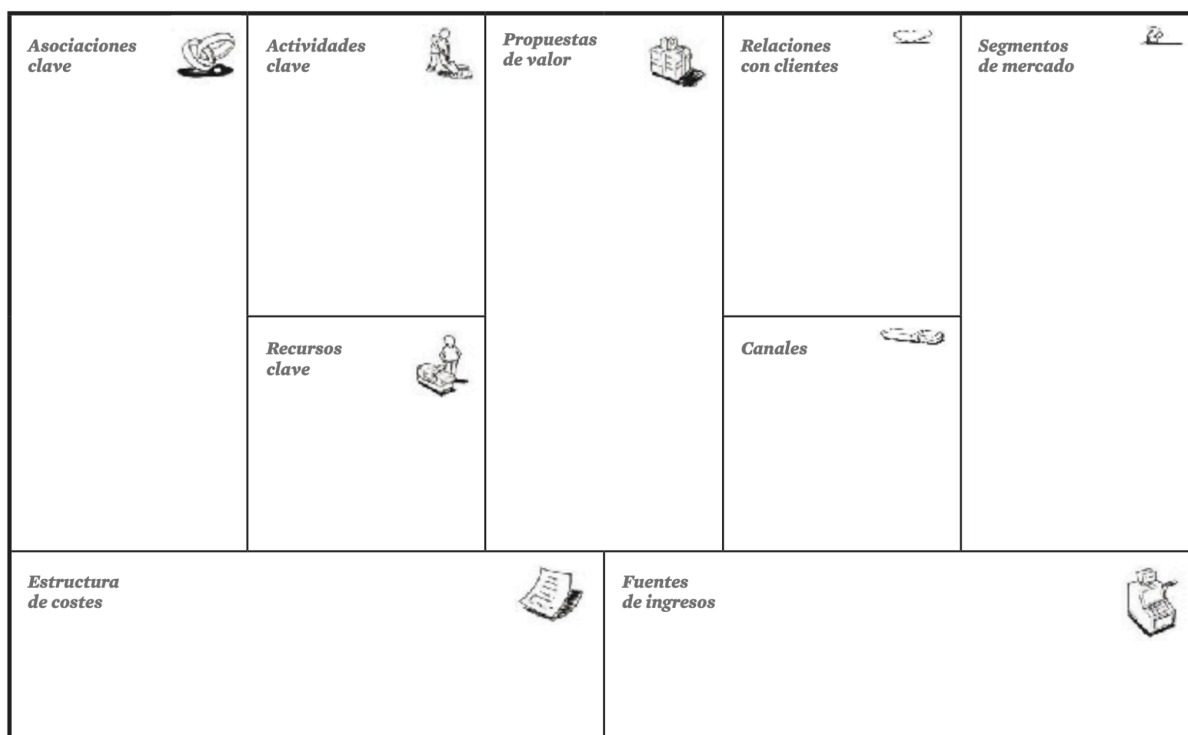 Asociaciones
clave
Actividades
clave
Propuestas
de valor
Relaciones
con clientes
Segmentos
de mercado
Recursos
clave
Canales
Estructura
de costes
Fuentes
de ingresos